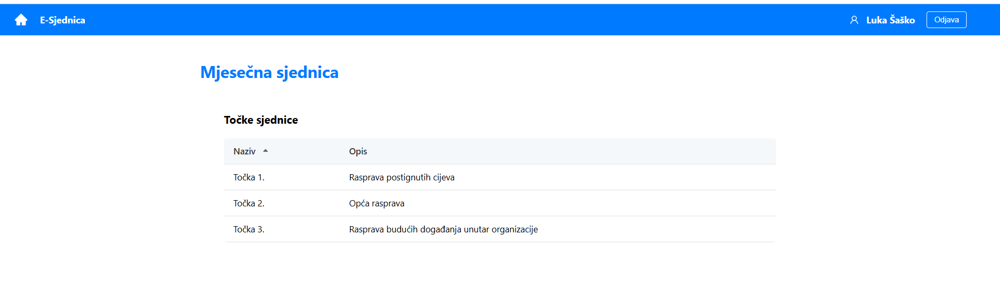 E-Sjednica Luka Šaško Odjava
Mjesečna sjednica
Točke sjednice
Naziv Opis
Točka 1. Rasprava postignutih cijeva
Točka 2. Opća rasprava
Točka 3. Rasprava budućih događanja unutar organizacije